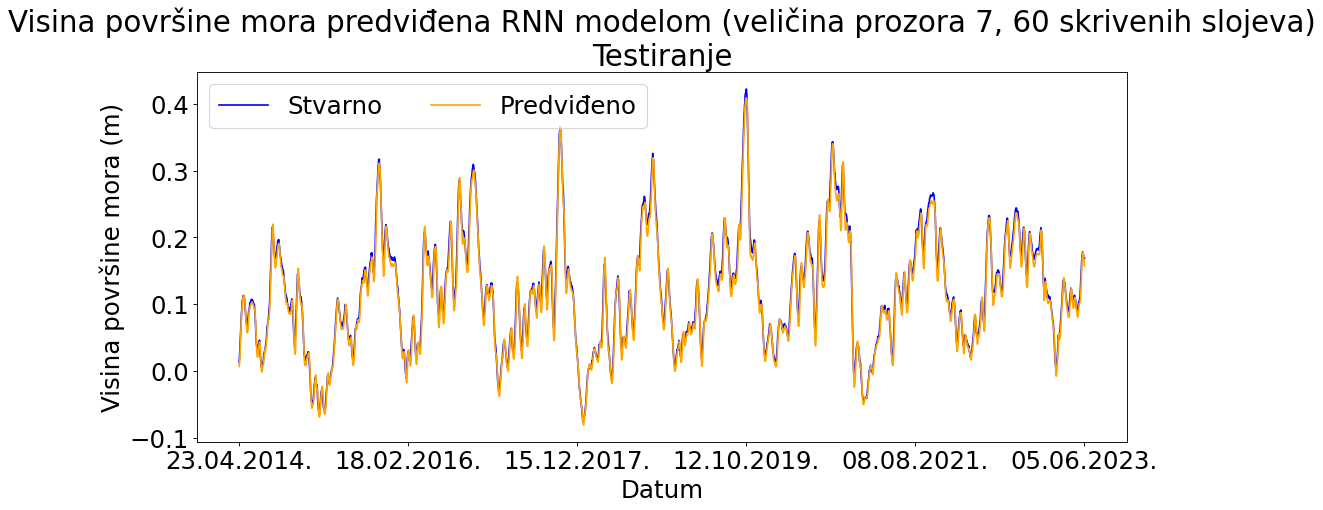 Visina površine mora predviđena RNN modelom (veličina prozora 7, 60 skrivenih slojeva)
Testiranje
Stvarno
Predviđeno
Visina površine mora (m)
0.4
0.3
0.2
0.1
0.0
−0.1
23.04.2014.
18.02.2016.
15.12.2017.
12.10.2019.
08.08.2021.
05.06.2023.
Datum